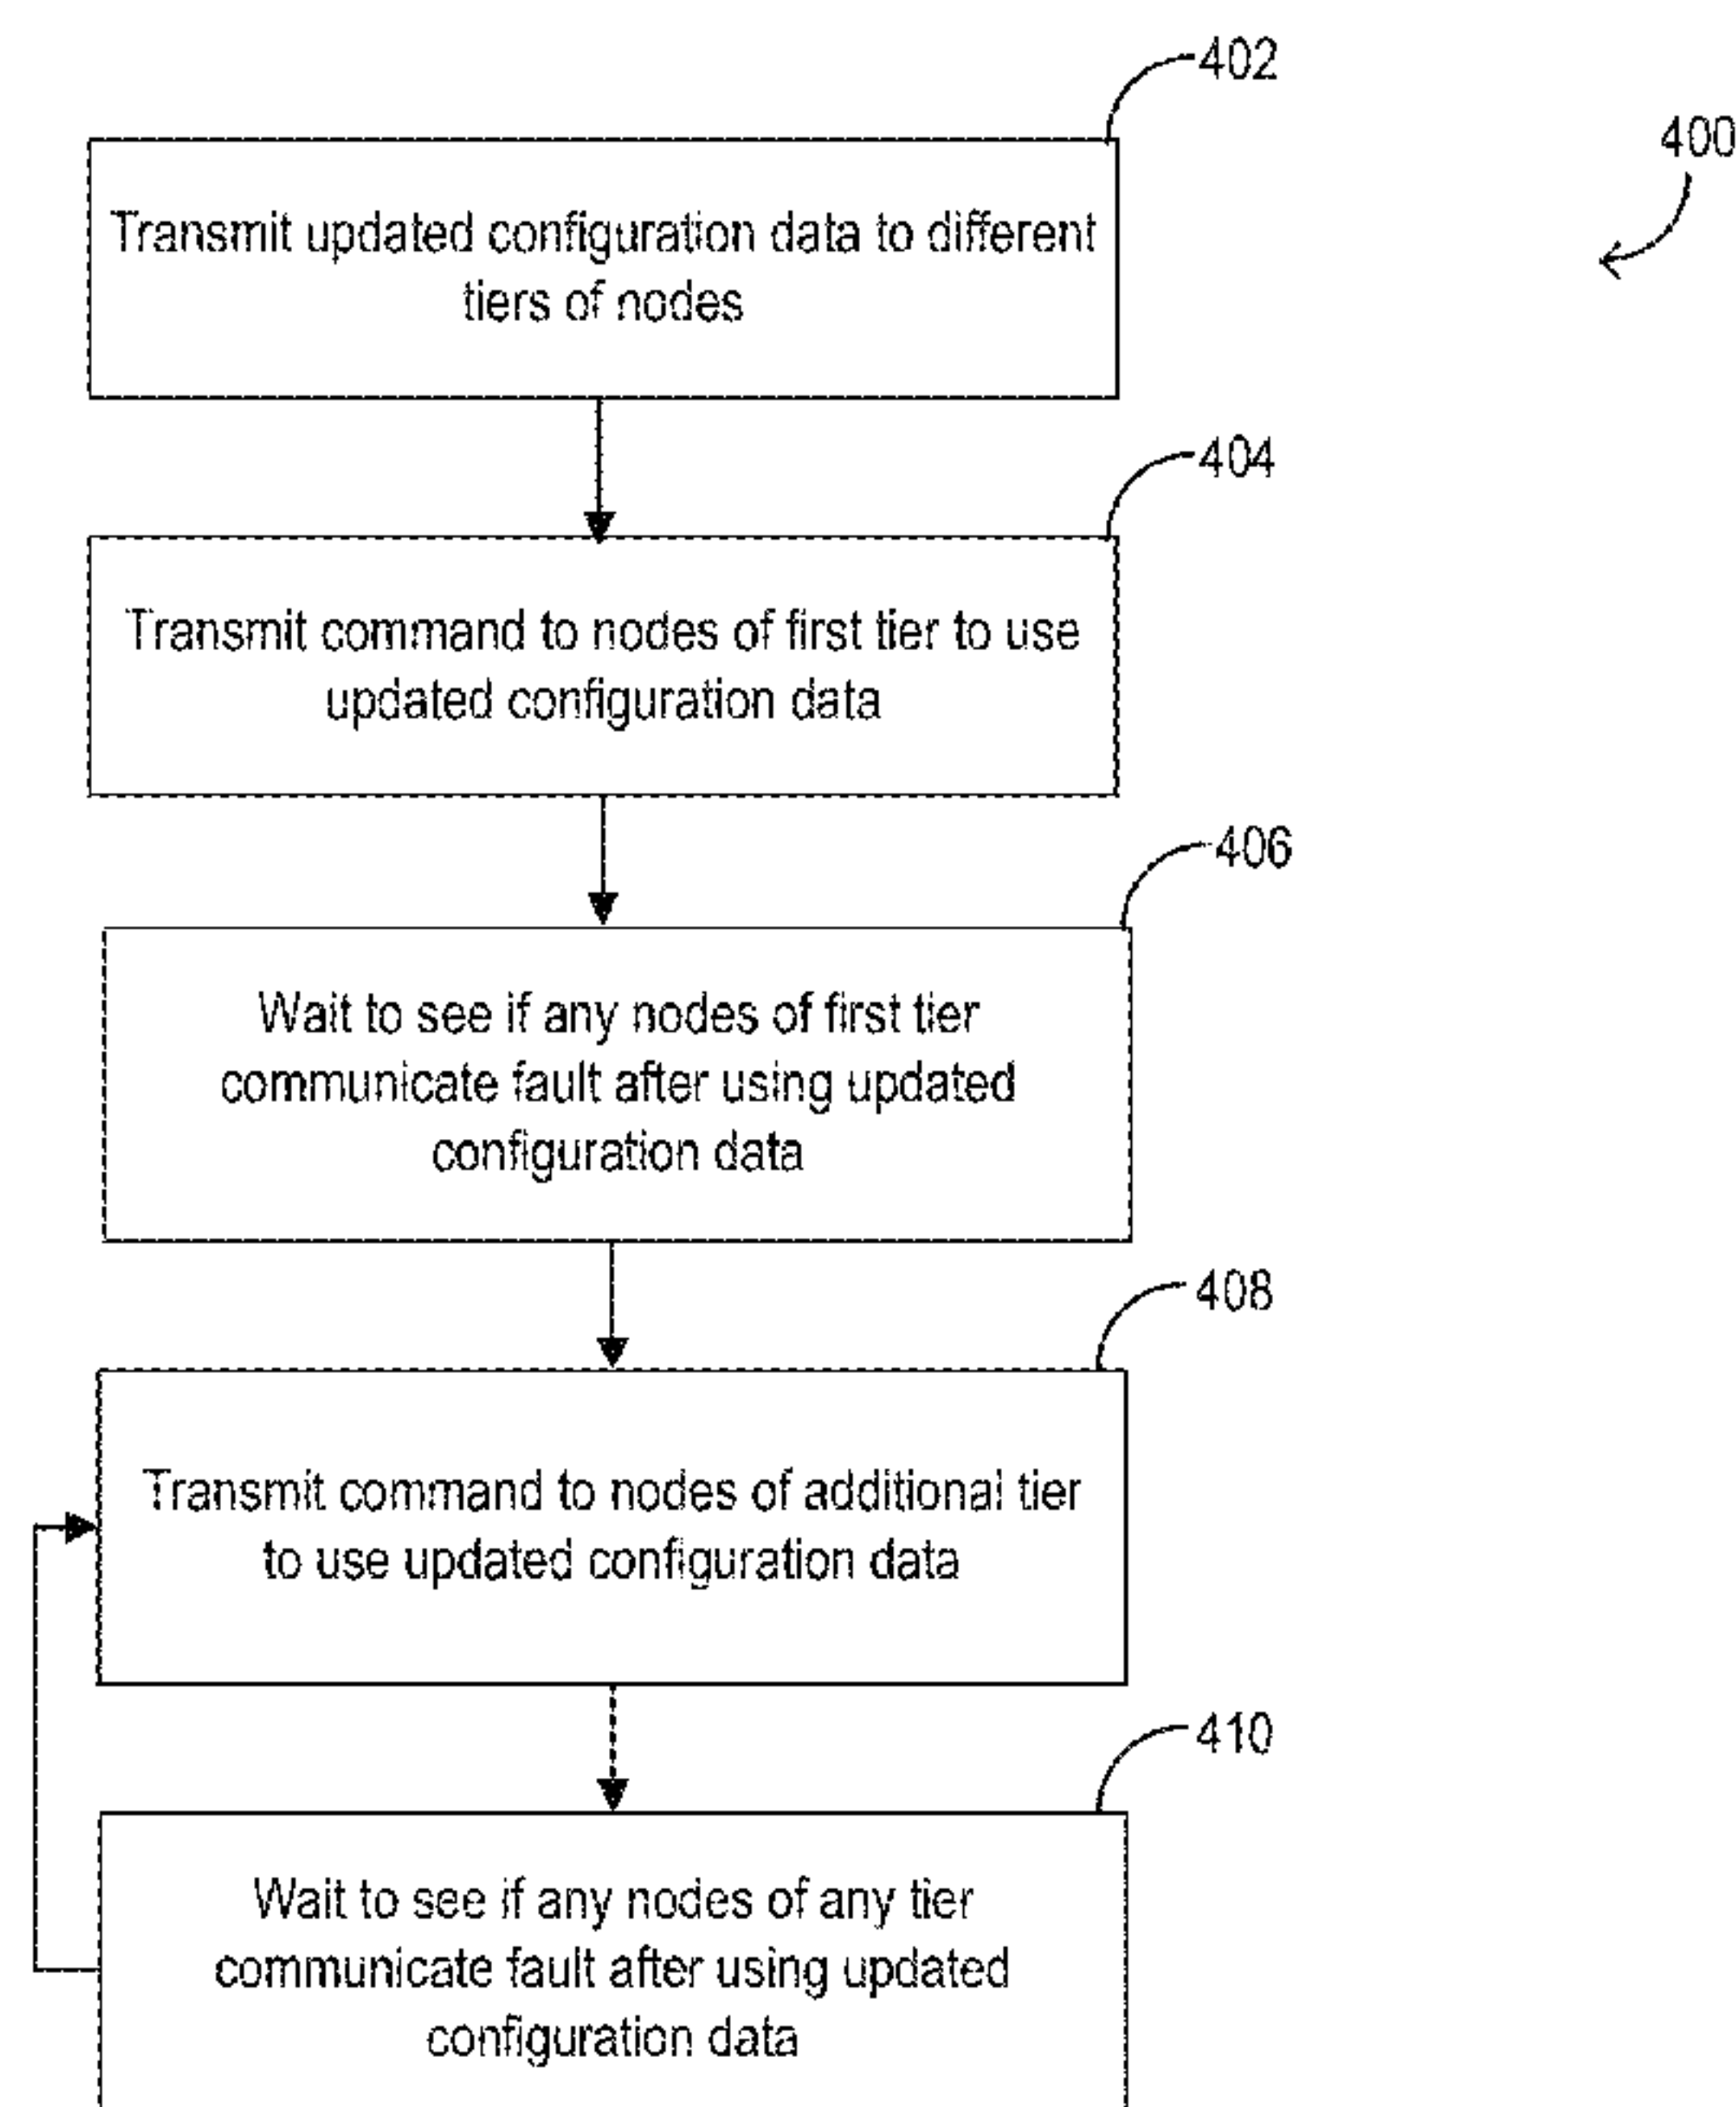 402
400
Transmit updated configuration data to different
tiers of nodes
404
Transmit command to nodes of first tier to use
updated configuration data
406
Wait to see if any nodes of first tier
communicate fault after using updated
configuration data
408
Transmit command to nodes of additional tier
to use updated configuration data
410
Wait to see if any nodes of any tier
communicate fault after using updated
configuration data